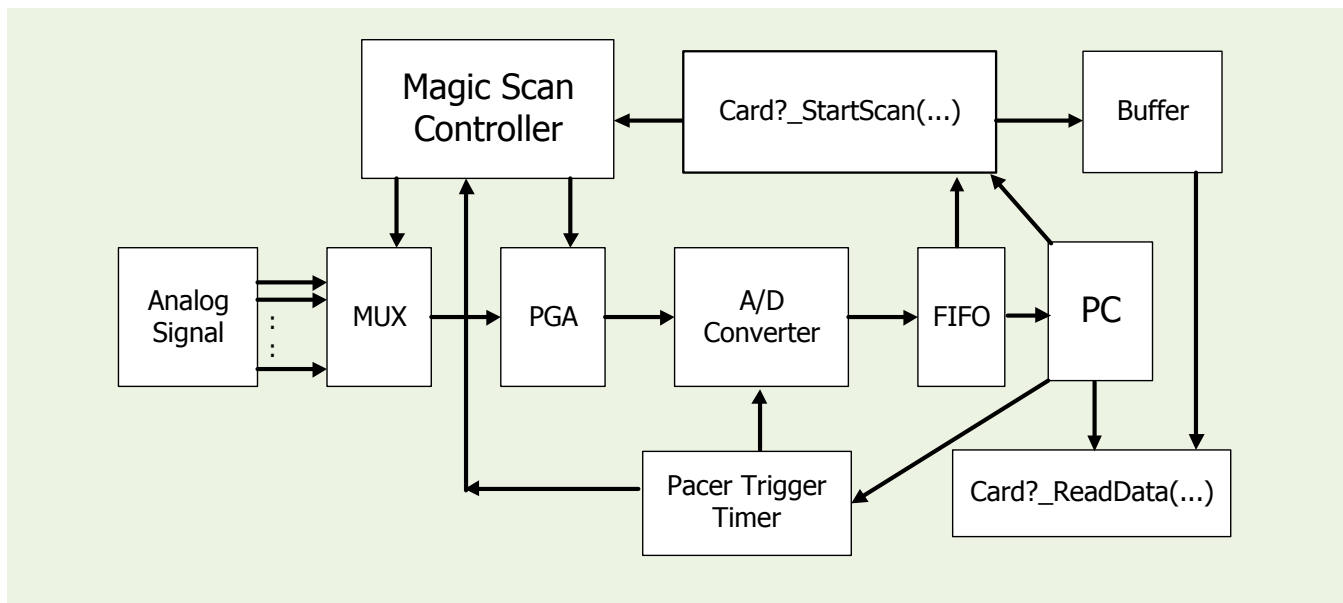 Magic Scan
Controller
Card?_StartScan(...)
Buffer
Analog
Signal
:
:
MUX
PGA
A/D
Converter
FIFO
PC
Pacer Trigger
Timer
Card?_ReadData(...)